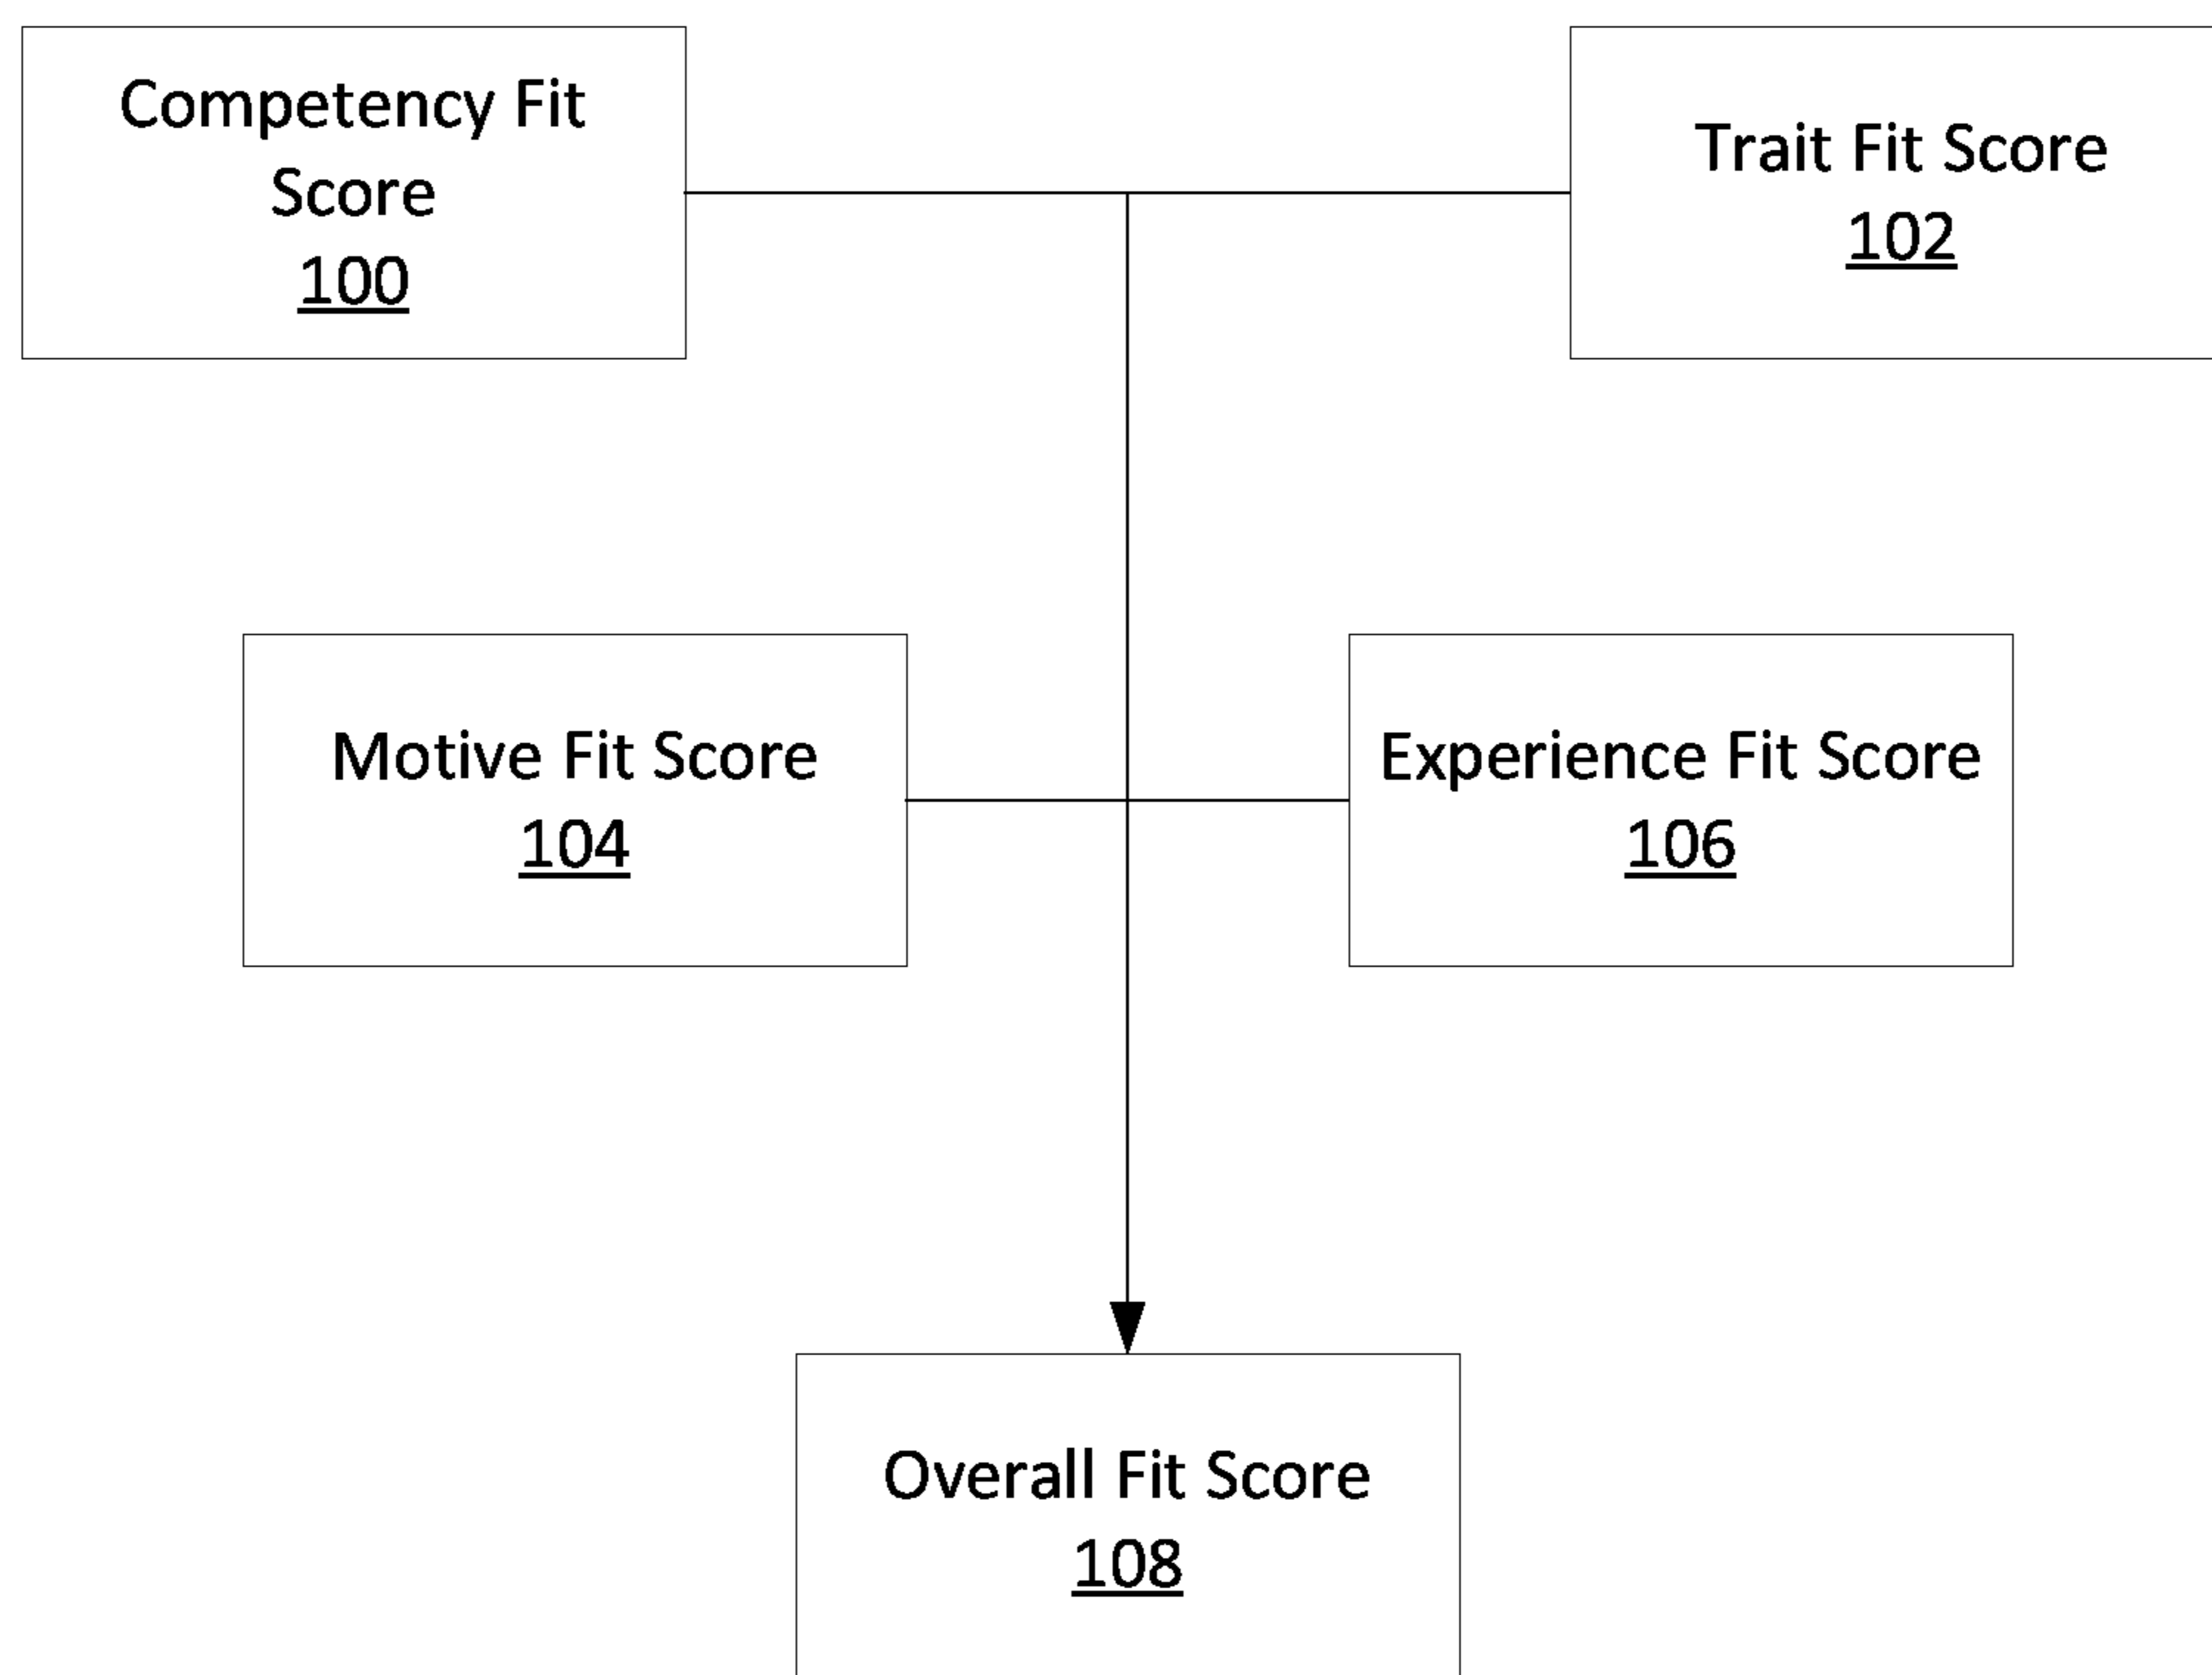 Competency Fit
Score
100
Trait Fit Score
102
Motive Fit Score
104
Experience Fit Score
106
Overall Fit Score
108